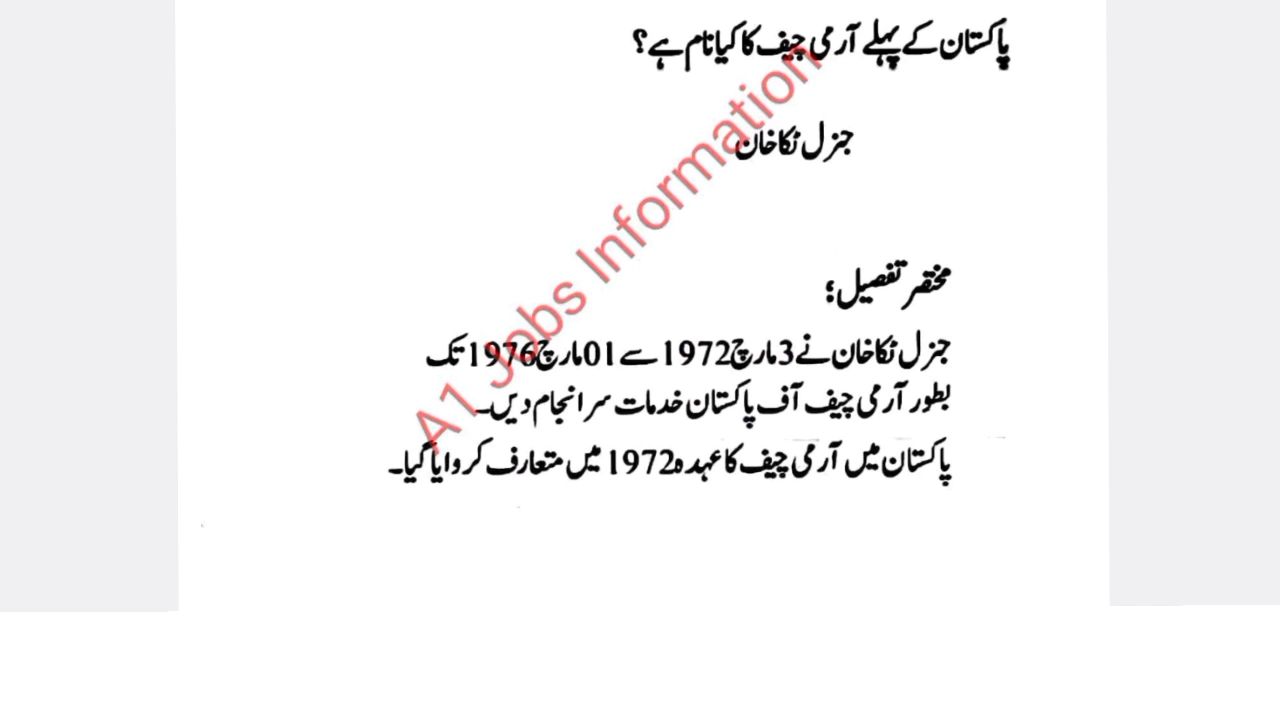 پاکستان کے پہلے آرمی چیف کا کیا نام ہے؟
جنرل ٹکا خان
مختصر تفصیل؛
جنرل ٹکا خان نے 3 مارچ 1972 سے 01 مارچ 1976 تک
بطور آرمی چیف آف پاکستان خدمات سر انجام دیں۔
پاکستان میں آرمی چیف کا عہدہ 1972 میں متعارف کروایا گیا۔
A1 Jobs Information